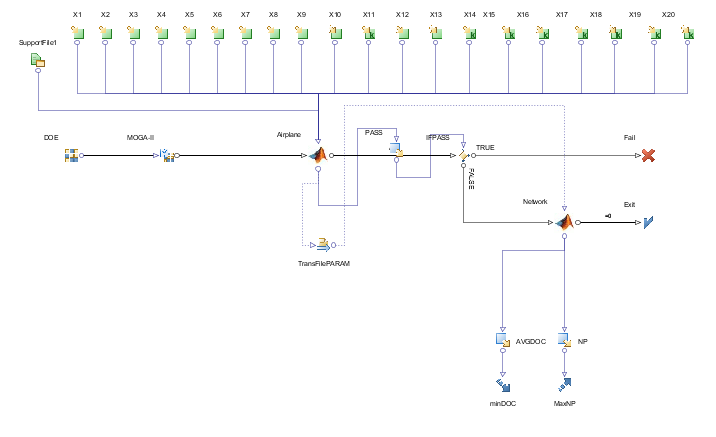 X1 X2 X3 X4 X5 X6 X7 X8 X9 X10 X11 X12 X13 X14 X15 X16 X17 X18 X19 X20
SupportFile1
DOE
MOGA-II
Airplane
PASS
IFPASS
TRUE
Fail
FALSE
Network
Exit
TransFilePARAM
AVGDOC
NP
minDOC
MaxNP